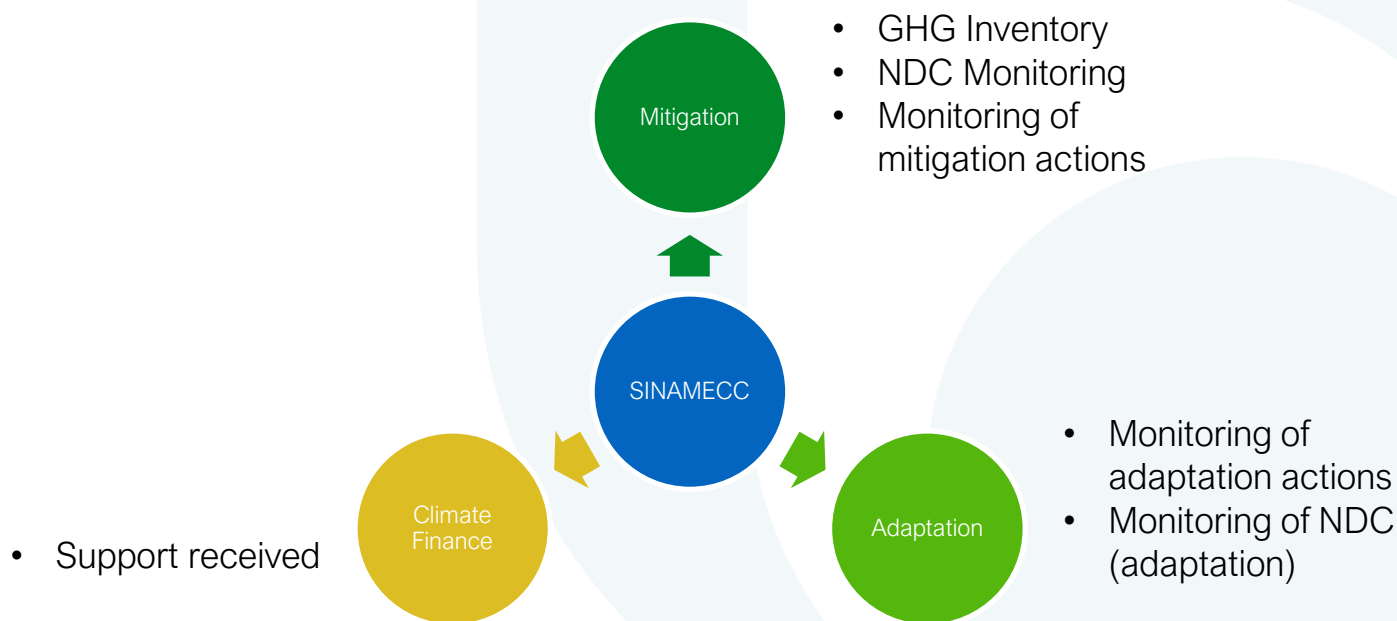 • GHG Inventory
• NDC Monitoring
• Monitoring of
mitigation actions
Mitigation
SINAMECC
• Monitoring of
adaptation actions
• Monitoring of NDC
(adaptation)
Adaptation
Climate
Finance
• Support received